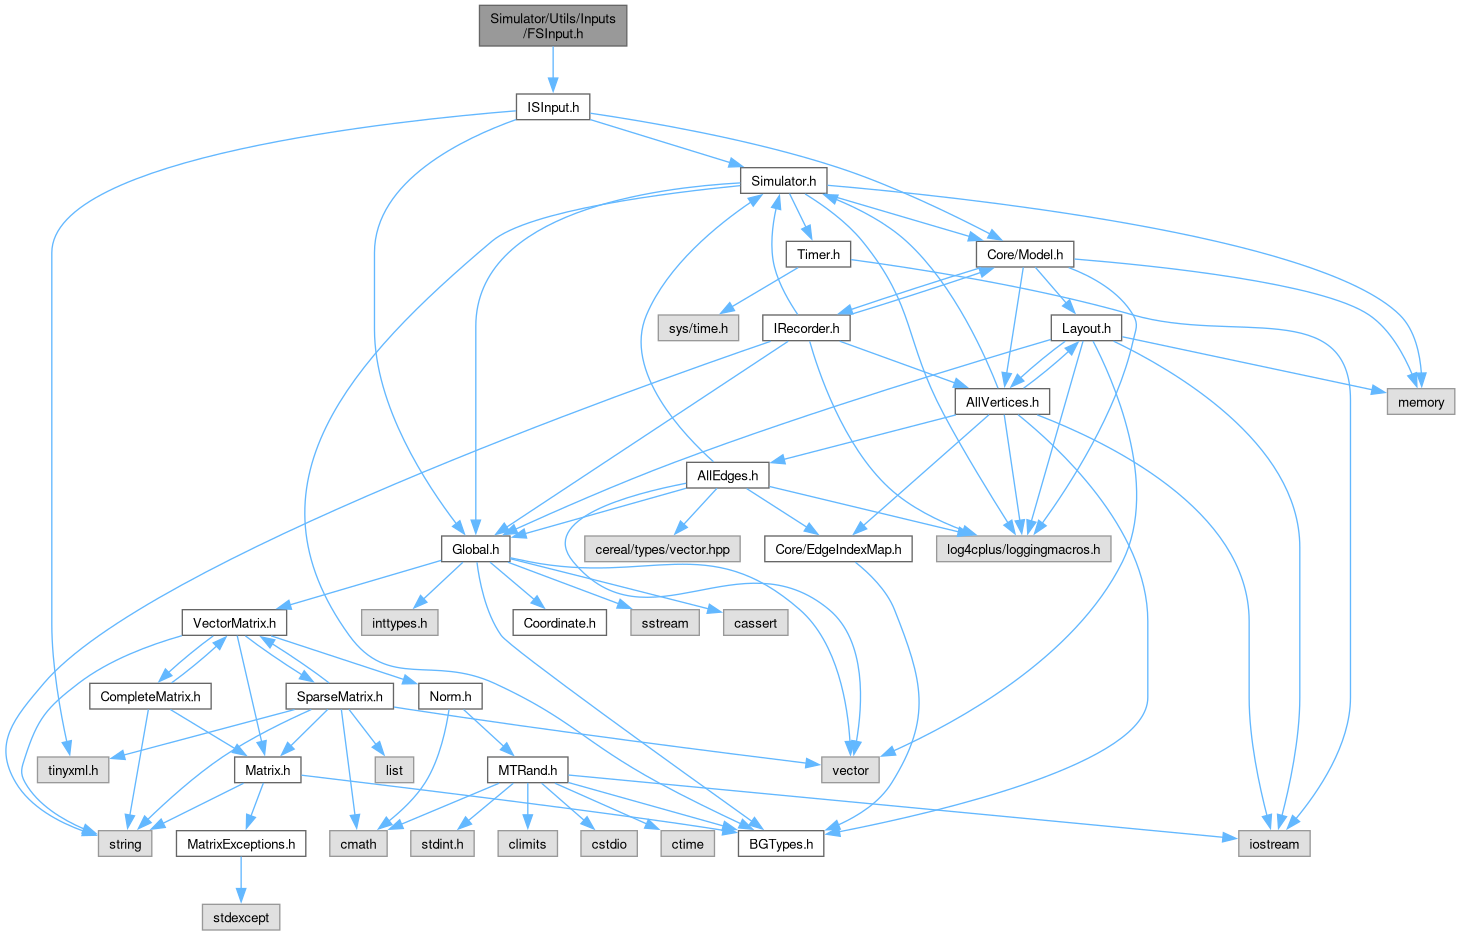 Simulator/Utils/Inputs
/FSInput.h
ISInput.h
Simulator.h
Timer.h
Core/Model.h
sys/time.h
IRecorder.h
Layout.h
AllVertices.h
memory
AllEdges.h
Global.h
cereal/types/vector.hpp
Core/EdgeIndexMap.h
log4cplus/loggingmacros.h
VectorMatrix.h
inttypes.h
Coordinate.h
sstream
cassert
CompleteMatrix.h
SparseMatrix.h
Norm.h
tinyxml.h
Matrix.h
list
MTRand.h
vector
string
MatrixExceptions.h
cmath
stdint.h
climits
cstdio
ctime
BGTypes.h
iostream
stdexcept